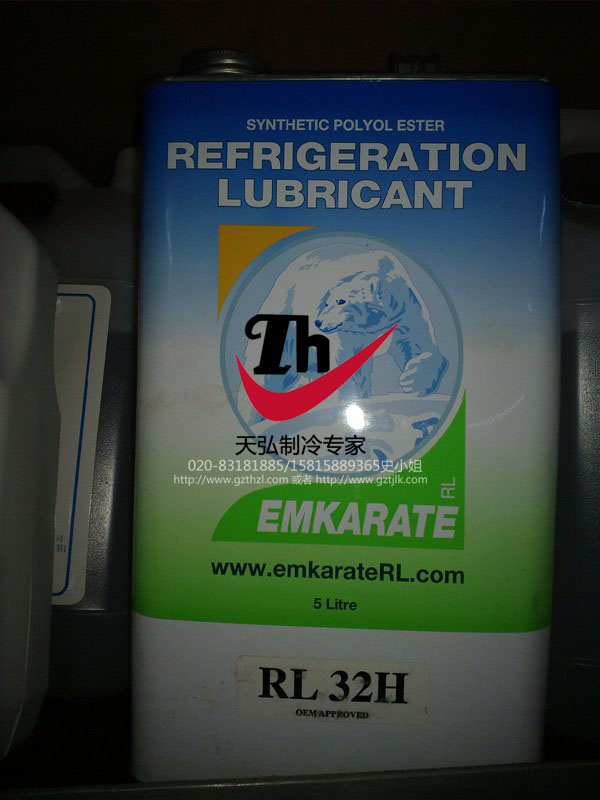 SYNTHETIC POLYOL ESTER
REFRIGERATION
LUBRICANT
Th
天弘制冷专家
020-83181885/15815889365史小姐
http://www.gzthzl.com 或者 http://www.gztjlk.com
EMKARATE RL
www.emkarateRL.com
5 Litre
RL 32H
OEM APPROVED